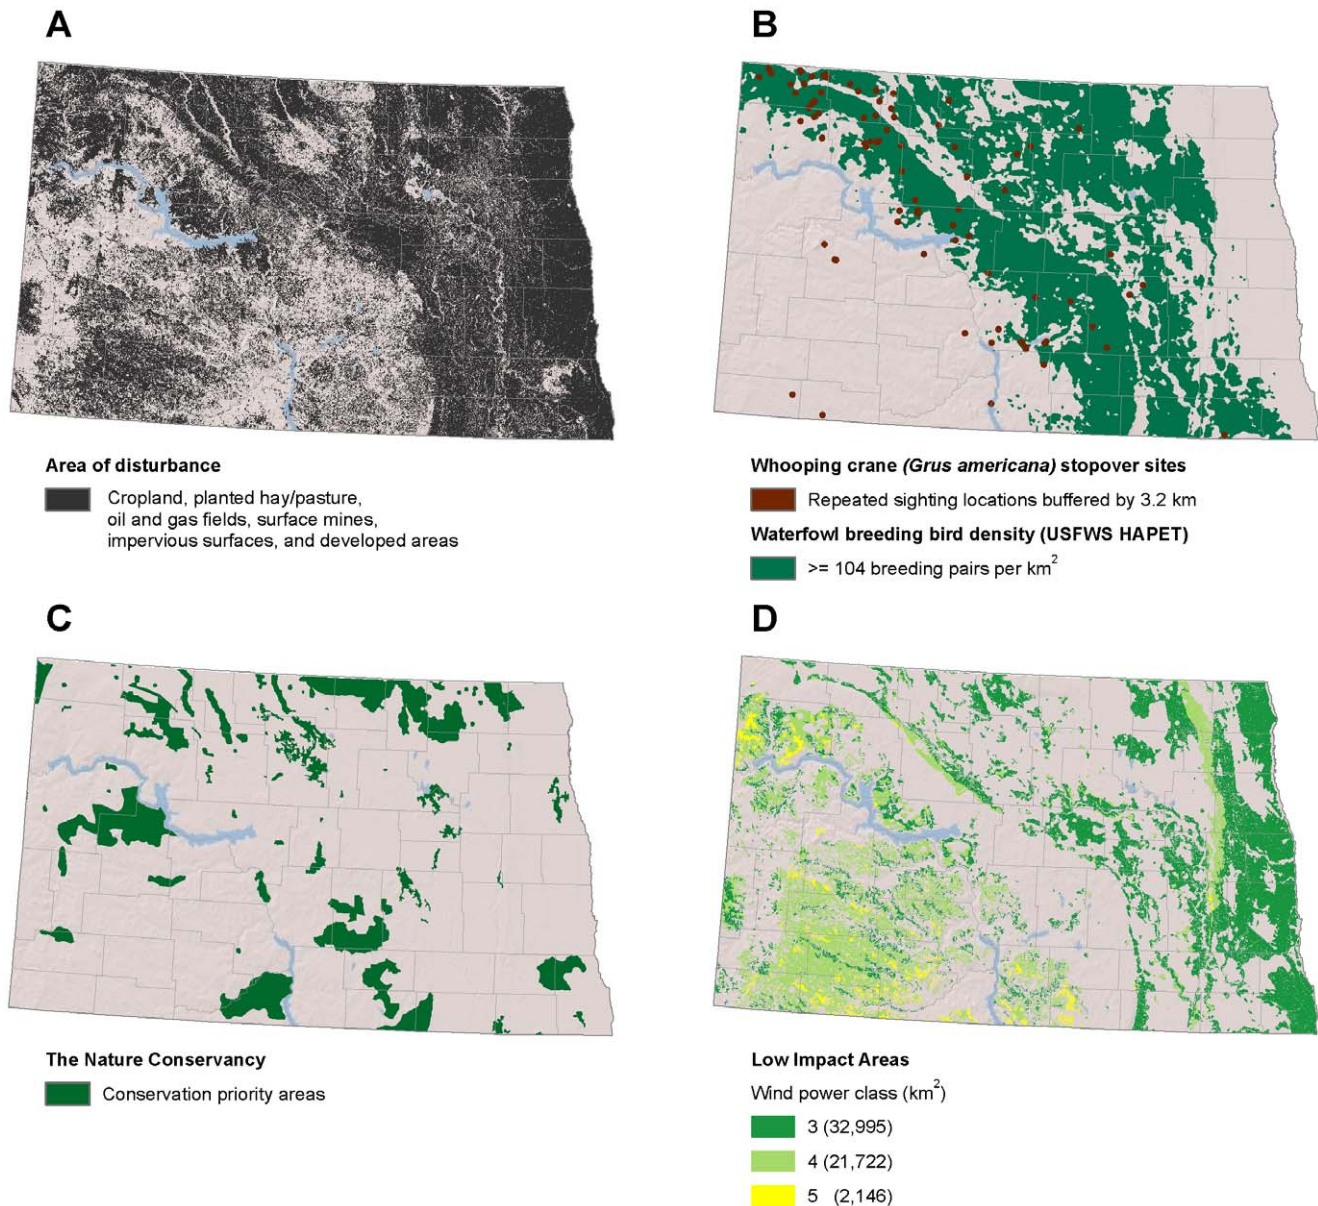 A
B
Area of disturbance
Cropland, planted hay/pasture,
oil and gas fields, surface mines,
impervious surfaces, and developed areas
Whooping crane (Grus americana) stopover sites
Repeated sighting locations buffered by 3.2 km
Waterfowl breeding bird density (USFWS HAPET)
>= 104 breeding pairs per km²
C
D
The Nature Conservancy
Conservation priority areas
Low Impact Areas
Wind power class (km²)
3 (32,995)
4 (21,722)
5 (2,146)